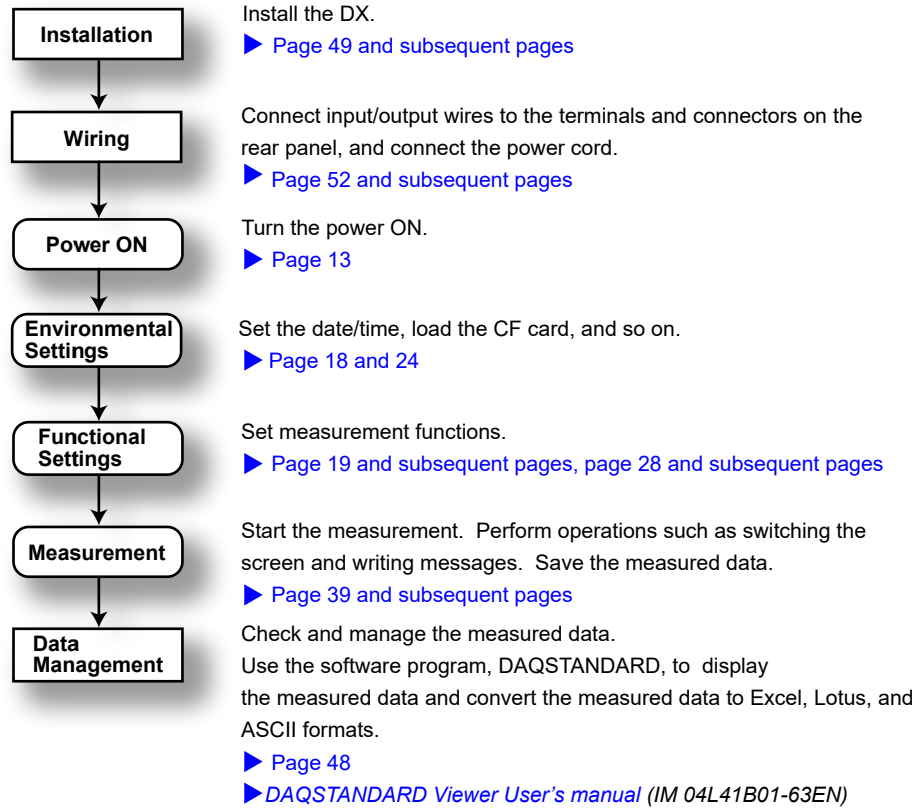 Installation
Install the DX.
▶ Page 49 and subsequent pages
Wiring
Connect input/output wires to the terminals and connectors on the
rear panel, and connect the power cord.
▶ Page 52 and subsequent pages
Power ON
Turn the power ON.
▶ Page 13
Environmental
Settings
Set the date/time, load the CF card, and so on.
▶ Page 18 and 24
Functional
Settings
Set measurement functions.
▶ Page 19 and subsequent pages, page 28 and subsequent pages
Measurement
Start the measurement.  Perform operations such as switching the
screen and writing messages.  Save the measured data.
▶ Page 39 and subsequent pages
Data
Management
Check and manage the measured data.
Use the software program, DAQSTANDARD, to  display
the measured data and convert the measured data to Excel, Lotus, and
ASCII formats.
▶ Page 48
▶DAQSTANDARD Viewer User's manual (IM 04L41B01-63EN)